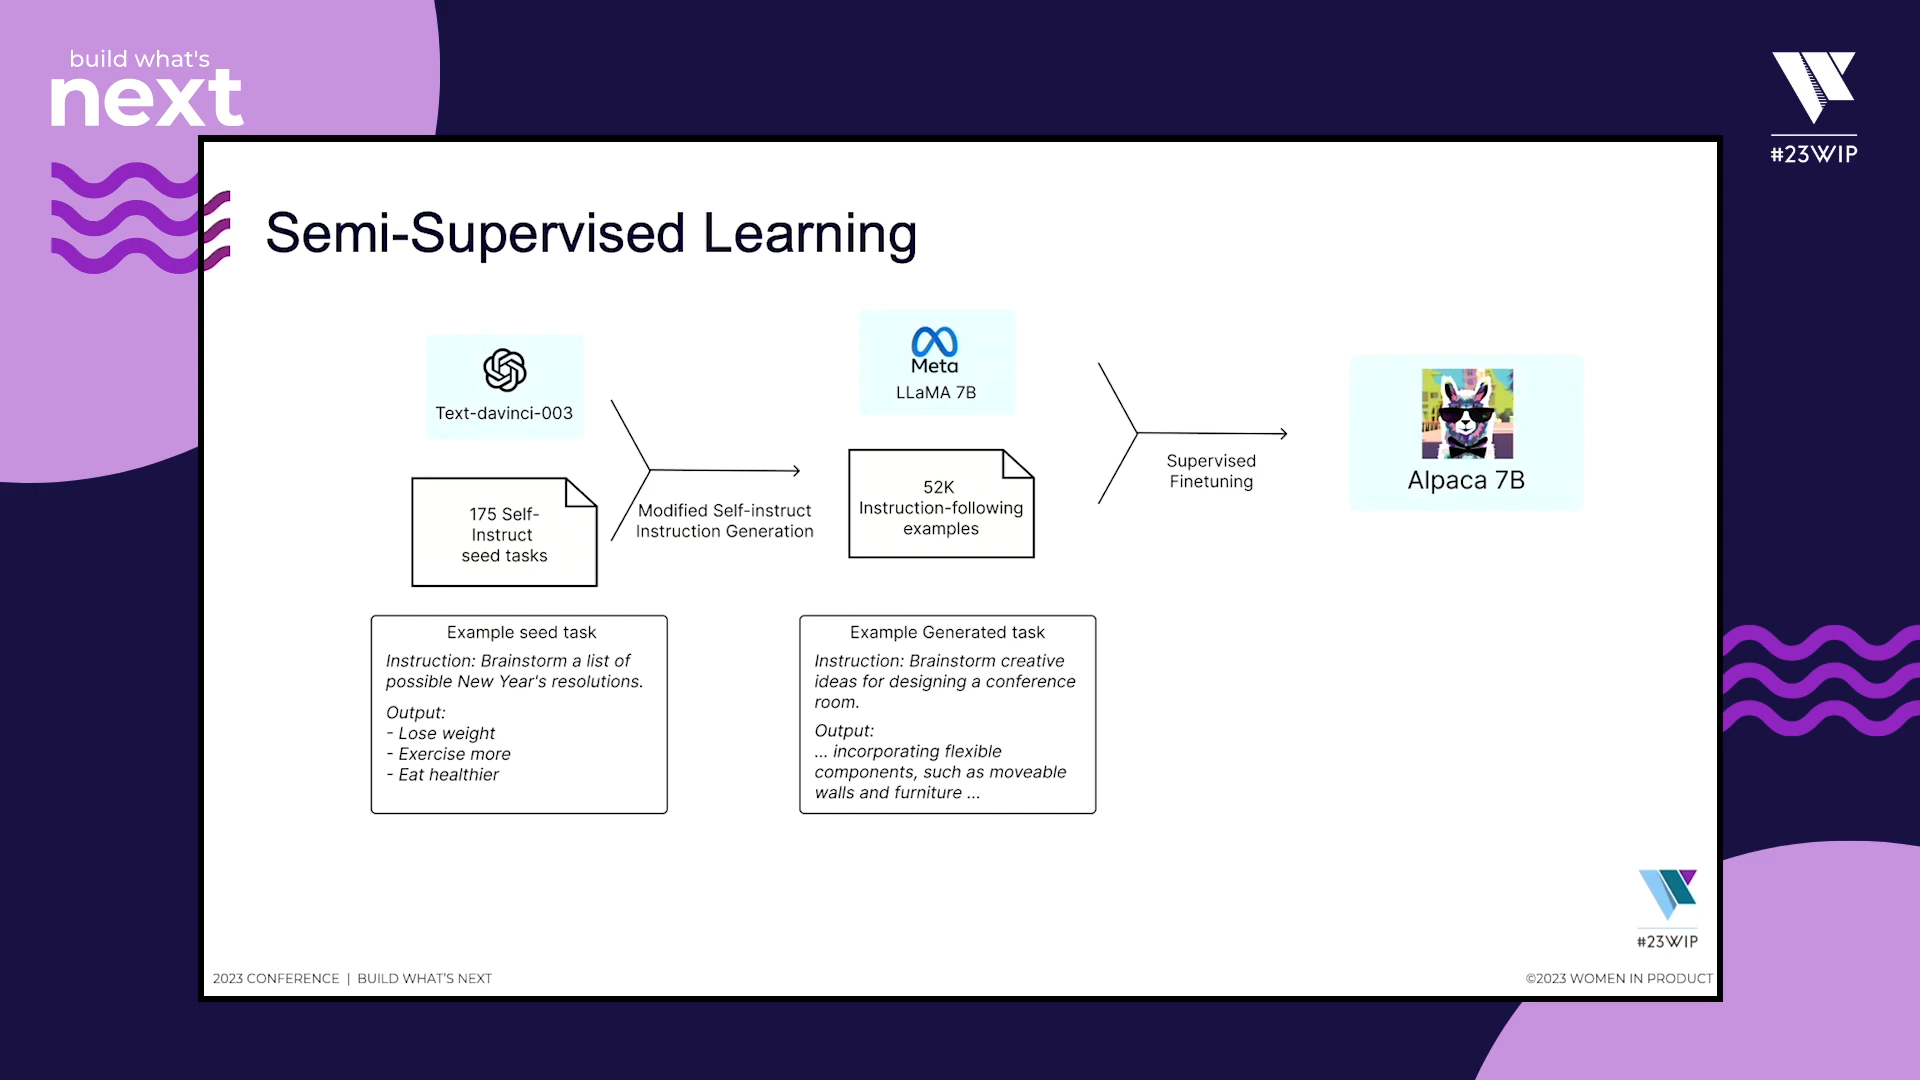 build what's
next
#23WIP
Semi-Supervised Learning
Text-davinci-003
175 Self-
Instruct
seed tasks
Modified Self-instruct
Instruction Generation
Meta
LLaMA 7B
52K
Instruction-following
examples
Supervised
Finetuning
Alpaca 7B
Example seed task
Instruction: Brainstorm a list of
possible New Year's resolutions.
Output:
- Lose weight
- Exercise more
- Eat healthier
Example Generated task
Instruction: Brainstorm creative
ideas for designing a conference
room.
Output:
... incorporating flexible
components, such as moveable
walls and furniture ...
#23WIP
2023 CONFERENCE | BUILD WHAT'S NEXT
©2023 WOMEN IN PRODUCT